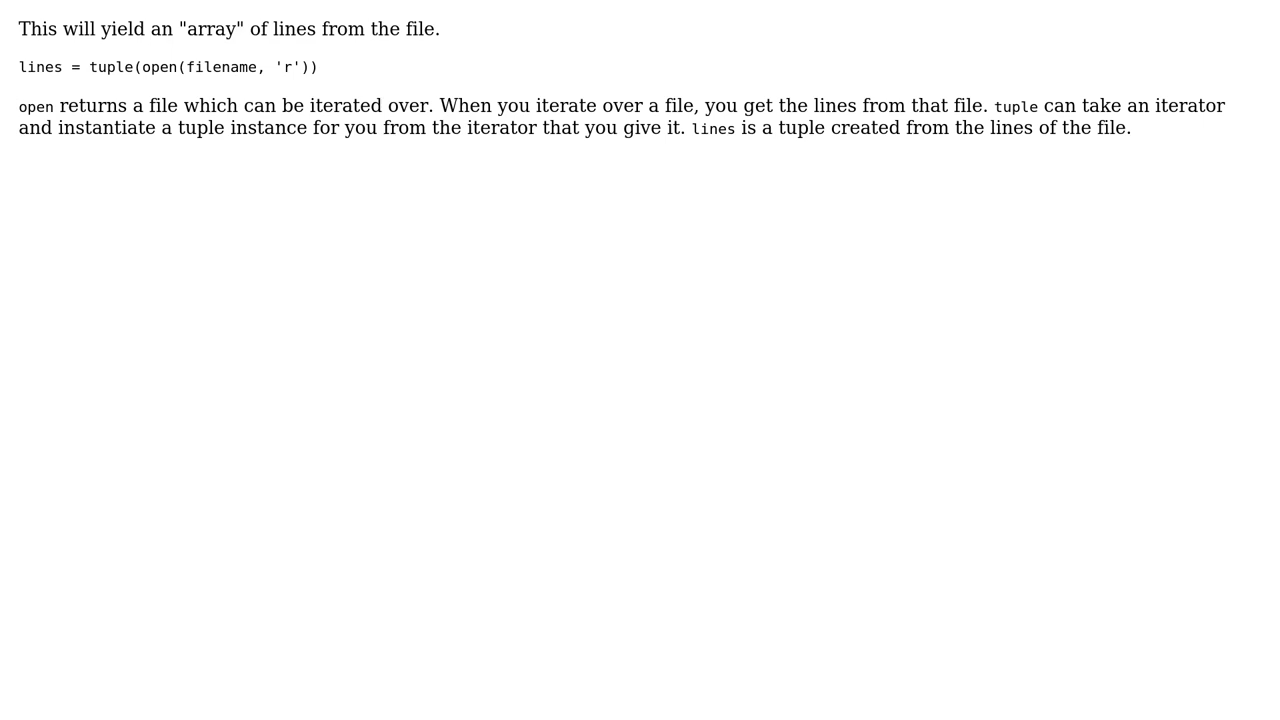 This will yield an "array" of lines from the file.
lines = tuple(open(filename, 'r'))
open returns a file which can be iterated over. When you iterate over a file, you get the lines from that file. tuple can take an iterator
and instantiate a tuple instance for you from the iterator that you give it. lines is a tuple created from the lines of the file.